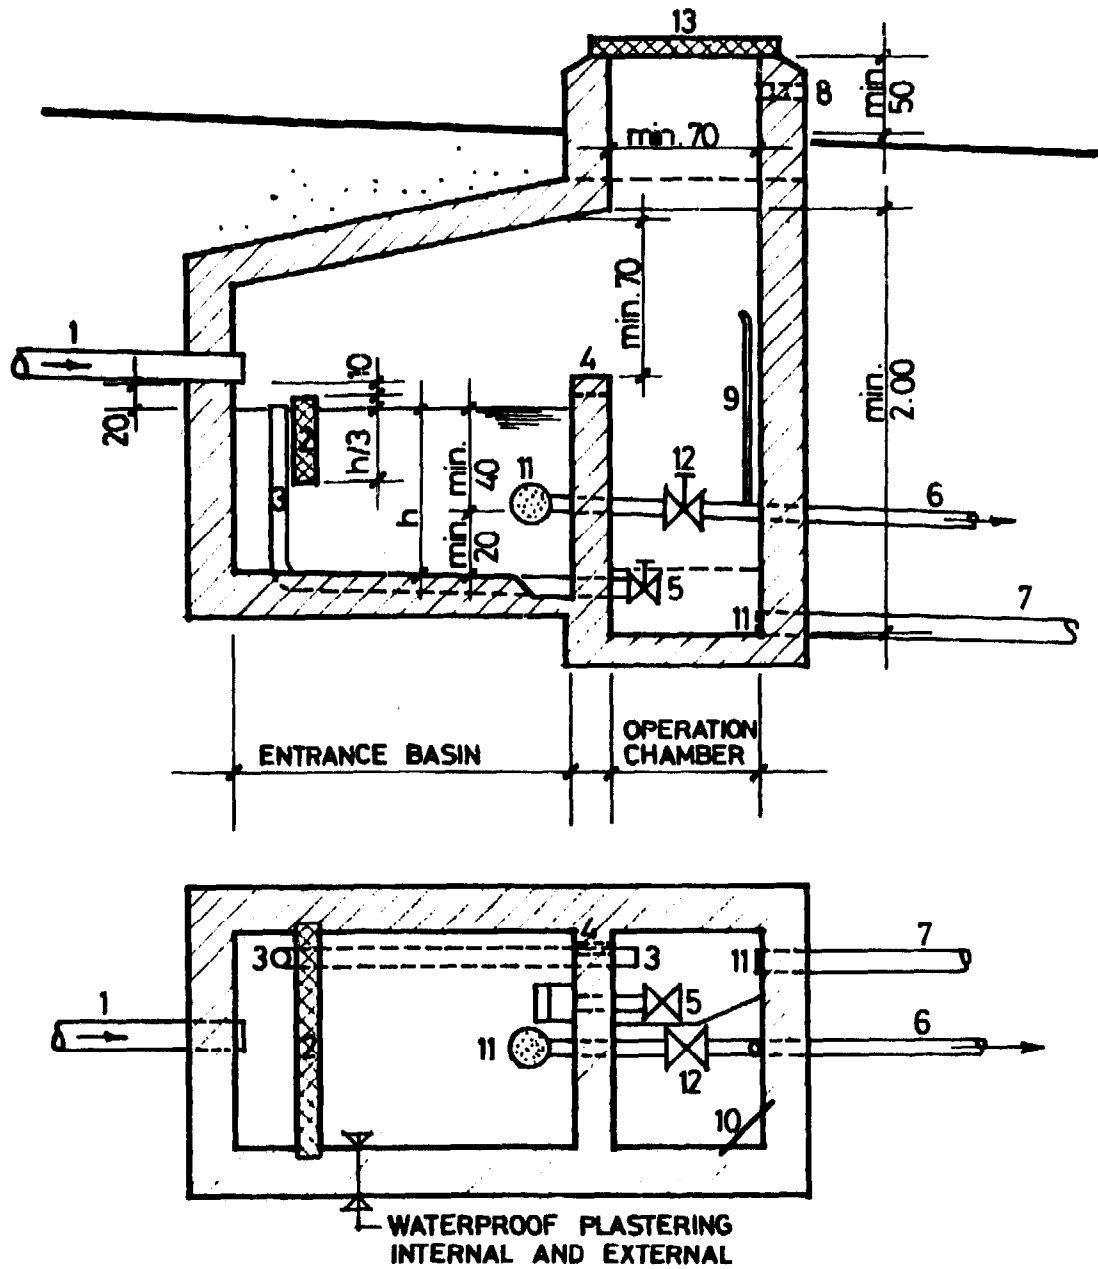 13
8
min.
50
min. 70
1
10
20
h/3
min.
40
h
min.
20
11
4
min. 70
12
9
min.
2.00
2
3
6
5
11
7
ENTRANCE BASIN
OPERATION
CHAMBER
4
3
3
11
7
1
5
2
11
6
12
10
WATERPROOF PLASTERING
INTERNAL AND EXTERNAL